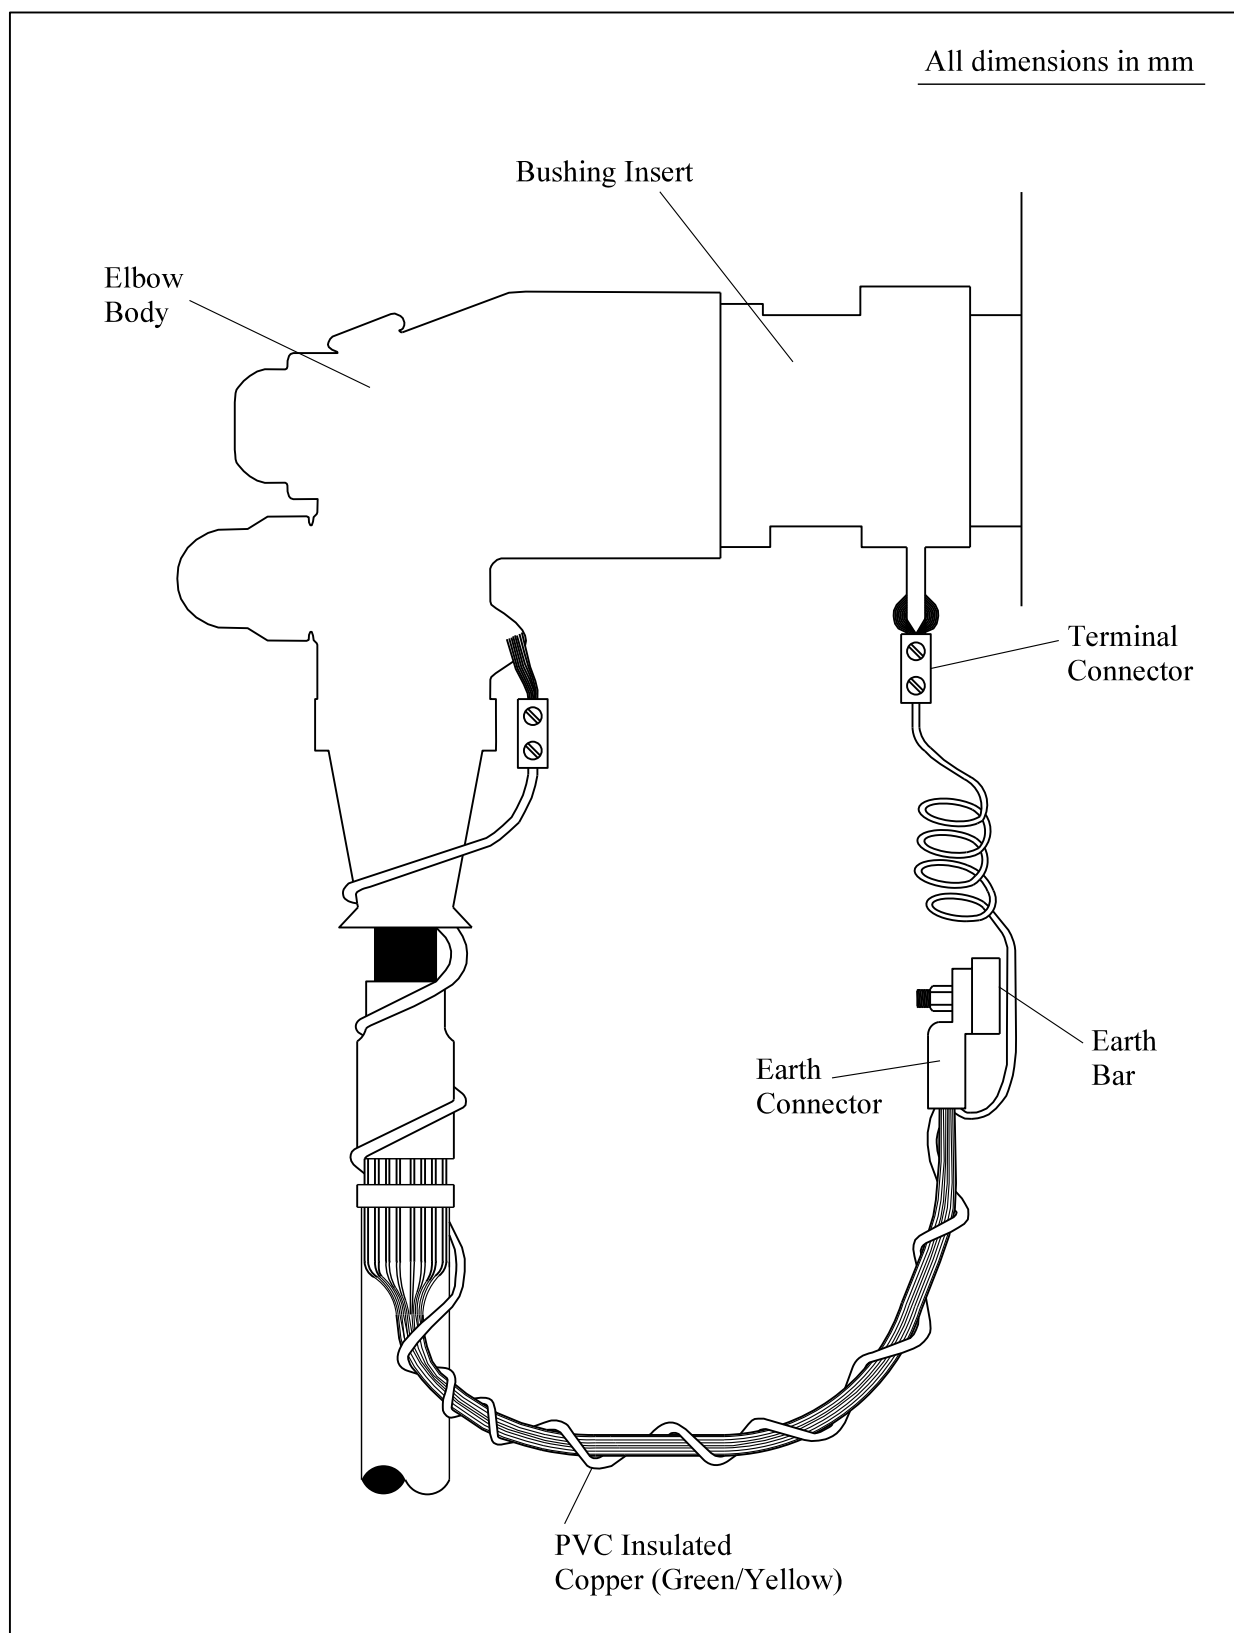 All dimensions in mm
Bushing Insert
Elbow
Body
Terminal
Connector
Earth
Bar
Earth
Connector
PVC Insulated
Copper (Green/Yellow)